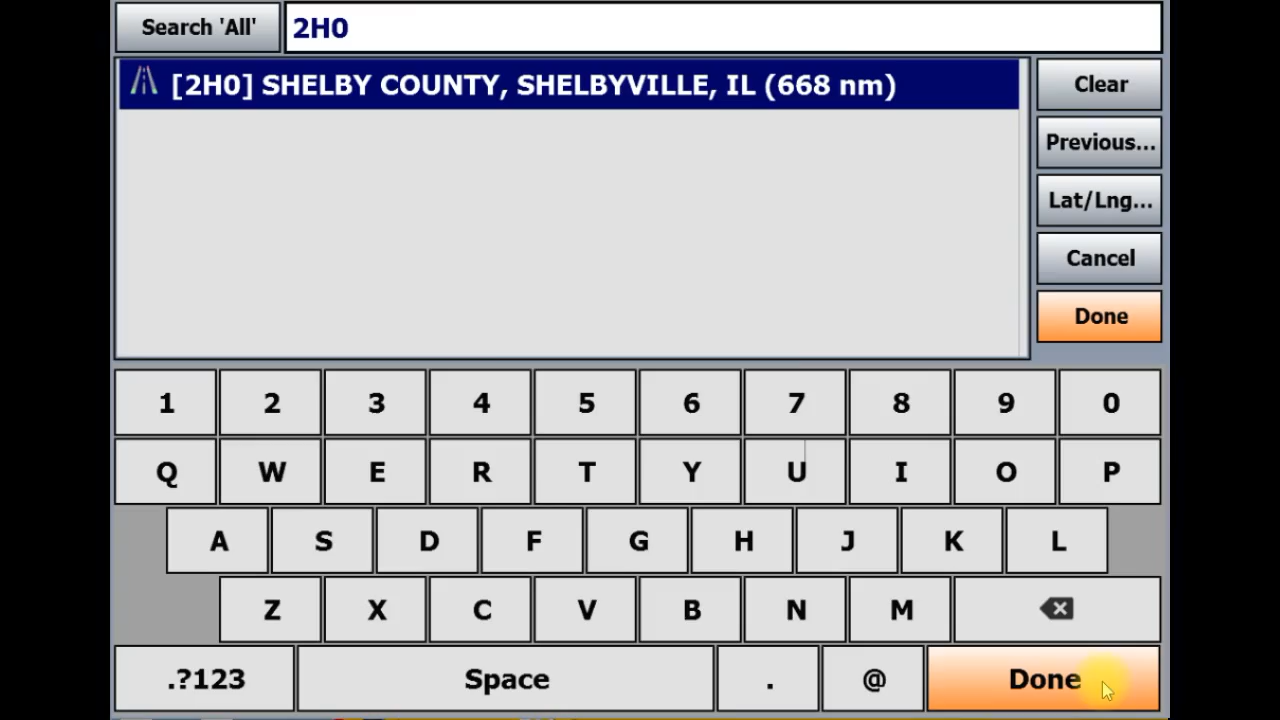 Search 'All' 2H0
[2H0] SHELBY COUNTY, SHELBYVILLE, IL (668 nm)
Clear
Previous...
Lat/Lng...
Cancel
Done
1 2 3 4 5 6 7 8 9 0
Q W E R T Y U I O P
A S D F G H J K L
Z X C V B N M
.?123 Space . @ Done